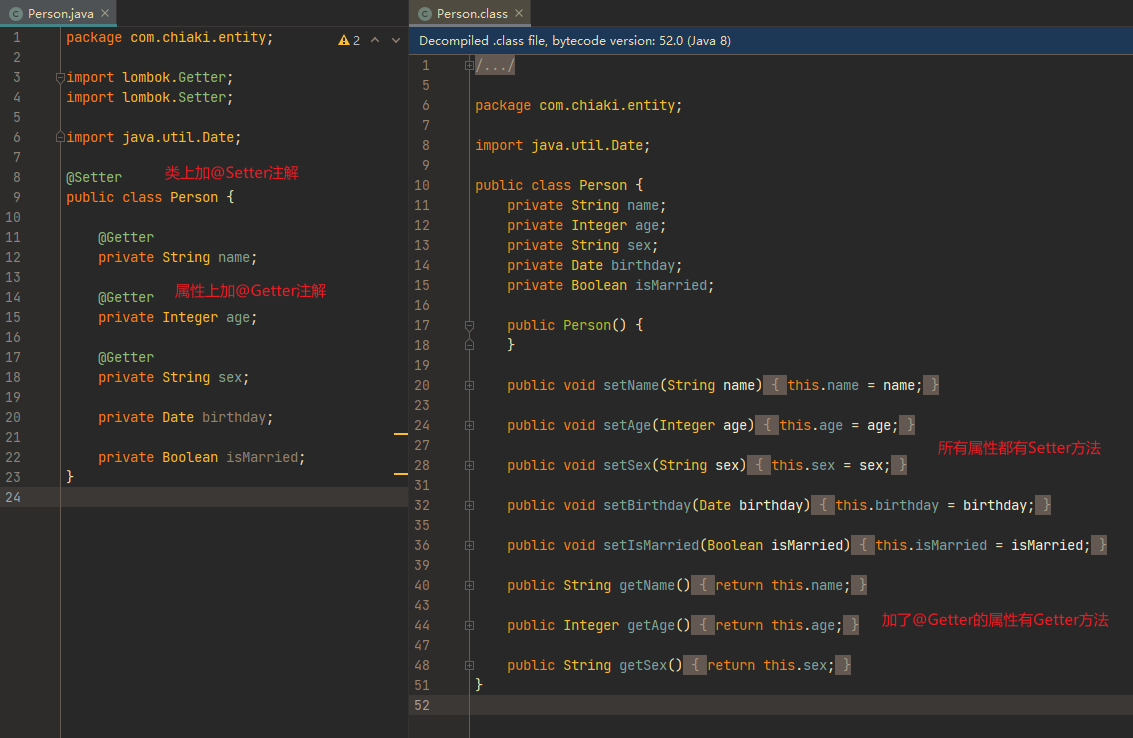 Person.java
1 package com.chiaki.entity;
2
3 import lombok.Getter;
4 import lombok.Setter;
5
6 import java.util.Date;
7
8 @Setter
类上加@Setter注解
9 public class Person {
10
11 @Getter
12 private String name;
13
14 @Getter
属性上加@Getter注解
15 private Integer age;
16
17 @Getter
18 private String sex;
19
20 private Date birthday;
21
22 private Boolean isMarried;
23 }
24
2
Person.class
Decompiled .class file, bytecode version: 52.0 (Java 8)
1 /.../
5
6 package com.chiaki.entity;
7
8 import java.util.Date;
9
10 public class Person {
11 private String name;
12 private Integer age;
13 private String sex;
14 private Date birthday;
15 private Boolean isMarried;
16
17 public Person() {
18 }
19
20 public void setName(String name) { this.name = name; }
23
24 public void setAge(Integer age) { this.age = age; }
27
所有属性都有Setter方法
28 public void setSex(String sex) { this.sex = sex; }
31
32 public void setBirthday(Date birthday) { this.birthday = birthday; }
35
36 public void setIsMarried(Boolean isMarried) { this.isMarried = isMarried; }
39
40 public String getName() { return this.name; }
43
44 public Integer getAge() { return this.age; }
加了@Getter的属性有Getter方法
47
48 public String getSex() { return this.sex; }
51 }
52